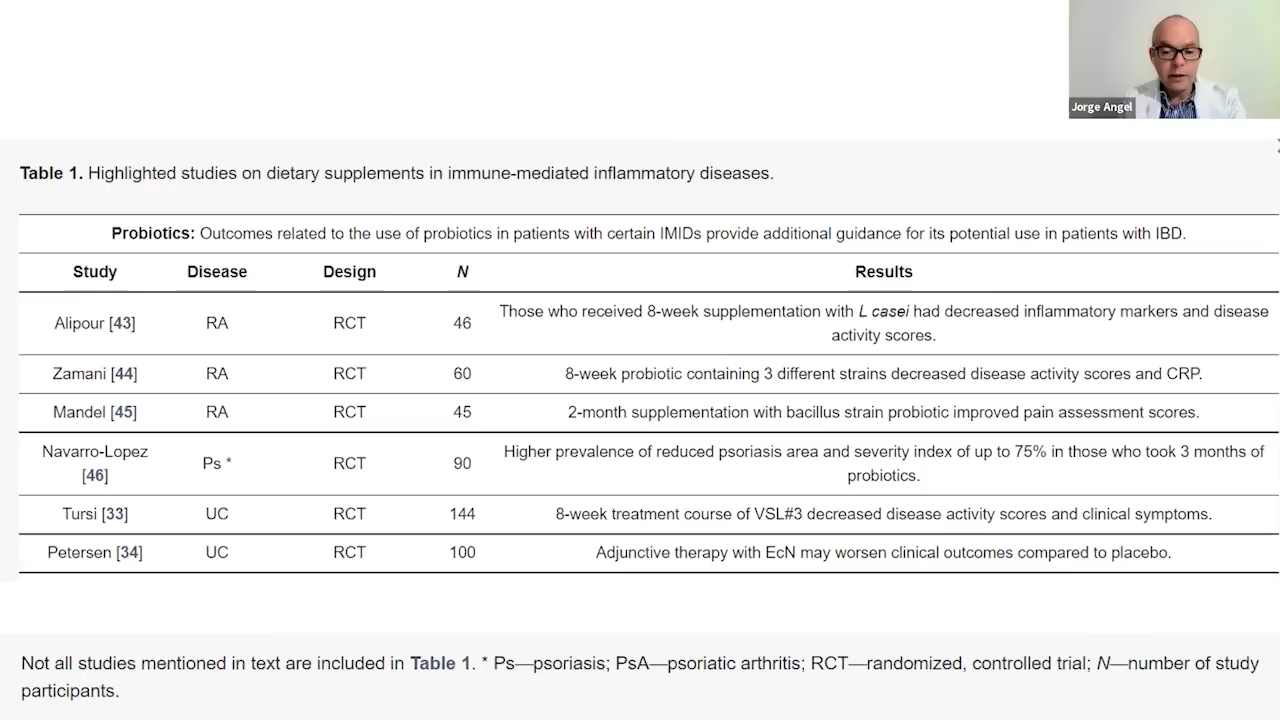 Jorge Angel
Table 1. Highlighted studies on dietary supplements in immune-mediated inflammatory diseases.
Probiotics: Outcomes related to the use of probiotics in patients with certain IMIDs provide additional guidance for its potential use in patients with IBD.
Study Disease Design N Results
Alipour [43] RA RCT 46 Those who received 8-week supplementation with L casei had decreased inflammatory markers and disease
activity scores.
Zamani [44] RA RCT 60 8-week probiotic containing 3 different strains decreased disease activity scores and CRP.
Mandel [45] RA RCT 45 2-month supplementation with bacillus strain probiotic improved pain assessment scores.
Navarro-Lopez
[46] Ps * RCT 90 Higher prevalence of reduced psoriasis area and severity index of up to 75% in those who took 3 months of
probiotics.
Tursi [33] UC RCT 144 8-week treatment course of VSL#3 decreased disease activity scores and clinical symptoms.
Petersen [34] UC RCT 100 Adjunctive therapy with EcN may worsen clinical outcomes compared to placebo.
Not all studies mentioned in text are included in Table 1. * Ps—psoriasis; PsA—psoriatic arthritis; RCT—randomized, controlled trial; N—number of study
participants.